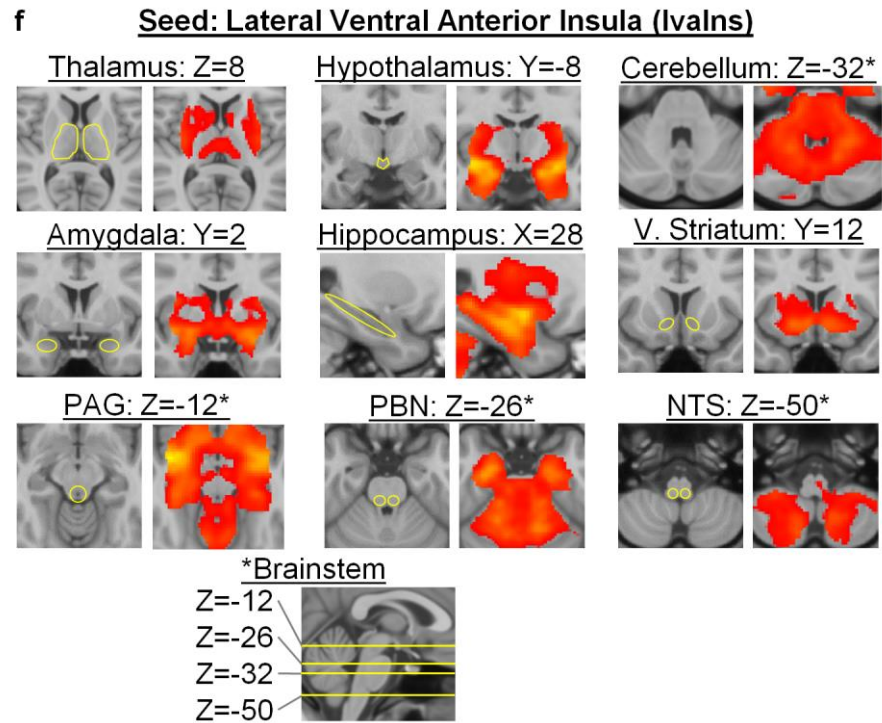 f
Seed: Lateral Ventral Anterior Insula (lvaIns)
Thalamus: Z=8
Hypothalamus: Y=-8
Cerebellum: Z=-32*
Amygdala: Y=2
Hippocampus: X=28
V. Striatum: Y=12
PAG: Z=-12*
PBN: Z=-26*
NTS: Z=-50*
*Brainstem
Z=-12
Z=-26
Z=-32
Z=-50